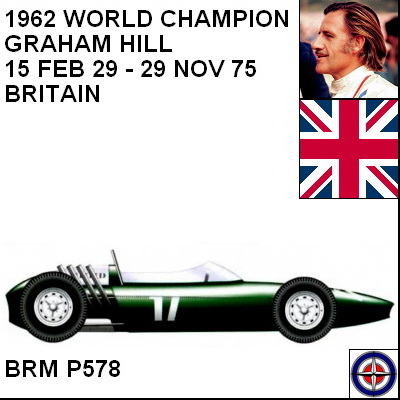 1962 WORLD CHAMPION
GRAHAM HILL
15 FEB 29 - 29 NOV 75
BRITAIN
17
BRM P578